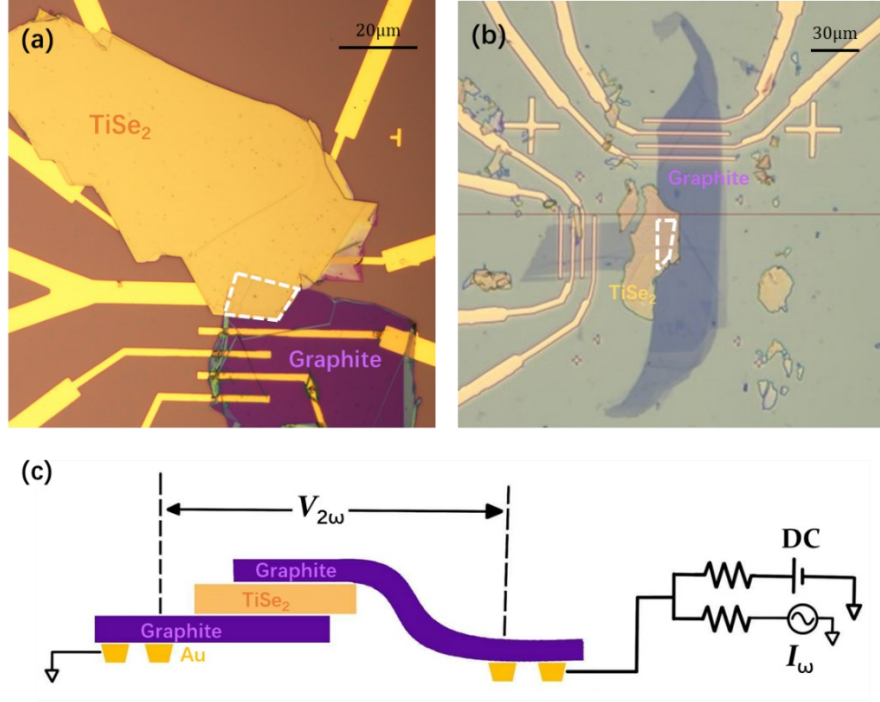 (a)
20μm
TiSe₂
Graphite
(b)
30μm
Graphite
TiSe₂
(c)
V₂ω
DC
Graphite
TiSe₂
Graphite
Au
Iω